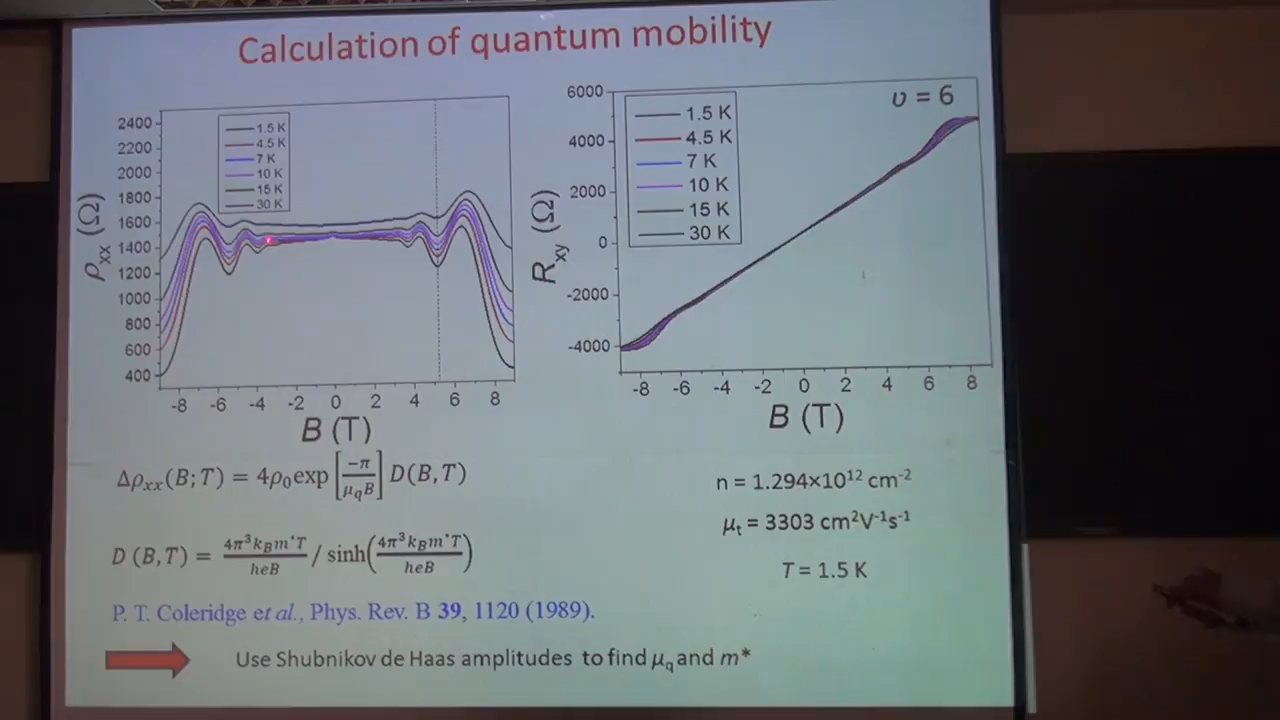 Calculation of quantum mobility
2400
2200
2000
1800
1600
1400
1200
1000
800
600
400
ρxx (Ω)
1.5 K
4.5 K
7 K
10 K
15 K
30 K
-8 -6 -4 -2 0 2 4 6 8
B (T)
6000
4000
2000
0
-2000
-4000
Rxy (Ω)
1.5 K
4.5 K
7 K
10 K
15 K
30 K
υ = 6
-8 -6 -4 -2 0 2 4 6 8
B (T)
Δρxx(B;T) = 4ρ0exp[-π/μqB] D(B,T)
D (B,T) = 4π³kBm*T/heB / sinh(4π³kBm*T/heB)
P. T. Coleridge et al., Phys. Rev. B 39, 1120 (1989).
Use Shubnikov de Haas amplitudes to find μq and m*
n = 1.294×10¹² cm⁻²
μt = 3303 cm²V⁻¹s⁻¹
T = 1.5 K